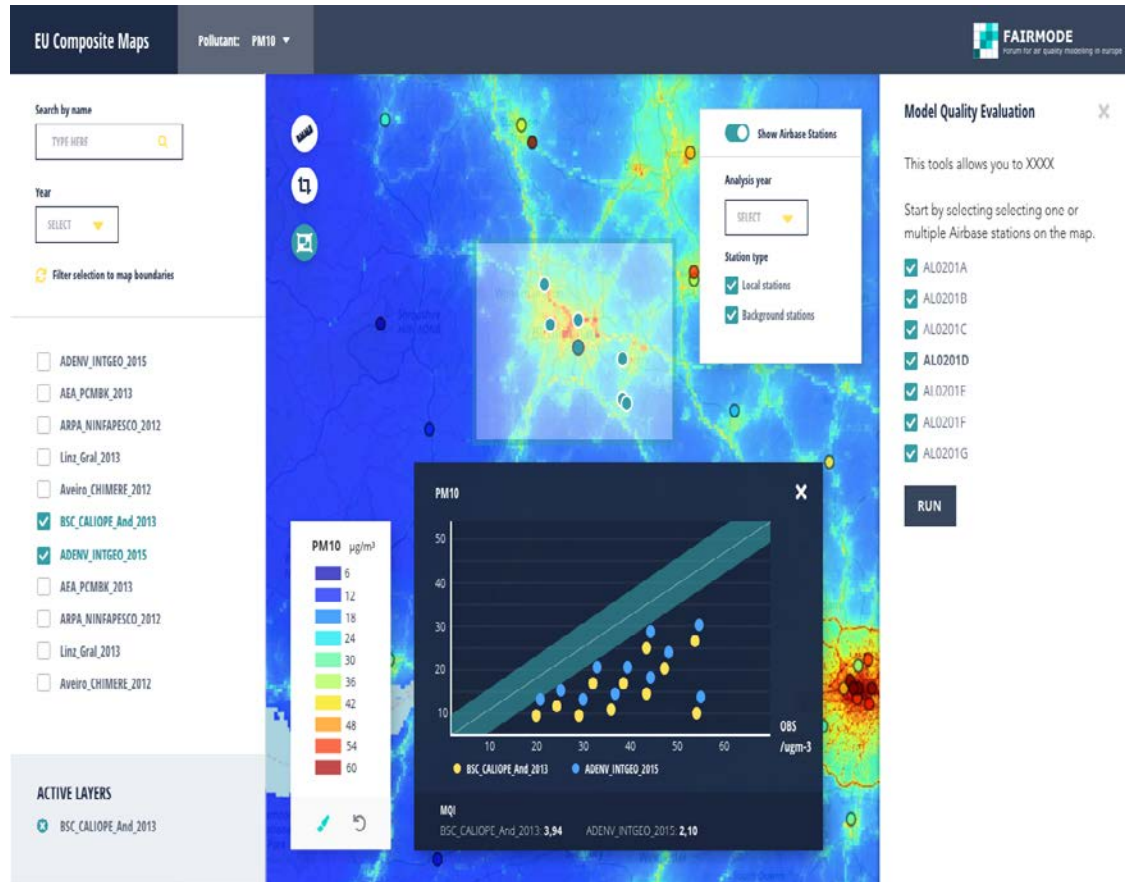 EU Composite Maps
Pollutant: PM10
FAIRMODE
Forum for air quality modeling in europe
Search by name
TYPE HERE
Year
SELECT
Filter selection to map boundaries
ADENV_INTGEO_2015
AEA_PCMBK_2013
ARPA_NINFAPESCO_2012
Linz_Gral_2013
Aveiro_CHIMERE_2012
BSC_CALIOPE_And_2013
ADENV_INTGEO_2015
AEA_PCMBK_2013
ARPA_NINFAPESCO_2012
Linz_Gral_2013
Aveiro_CHIMERE_2012
ACTIVE LAYERS
BSC_CALIOPE_And_2013
Show Airbase Stations
Analysis year
SELECT
Station type
Local stations
Background stations
PM10 µg/m³
6
12
18
24
30
36
42
48
54
60
PM10
50
40
30
20
10
10 20 30 40 50 60
OBS
/ugm-3
BSC_CALIOPE_And_2013 ADENV_INTGEO_2015
MQI
BSC_CALIOPE_And_2013: 3,94 ADENV_INTGEO_2015: 2,10
Model Quality Evaluation
This tools allows you to XXXX
Start by selecting selecting one or
multiple Airbase stations on the map.
AL0201A
AL0201B
AL0201C
AL0201D
AL0201F
AL0201G
RUN